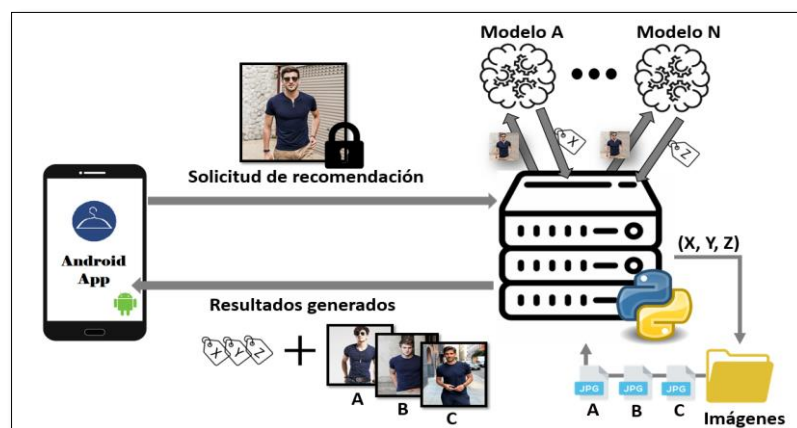 Modelo A
Modelo N
X
Z
Solicitud de recomendación
Android
App
(X, Y, Z)
Resultados generados
X Y Z
A
B
C
JPG JPG JPG
A B C
Imágenes